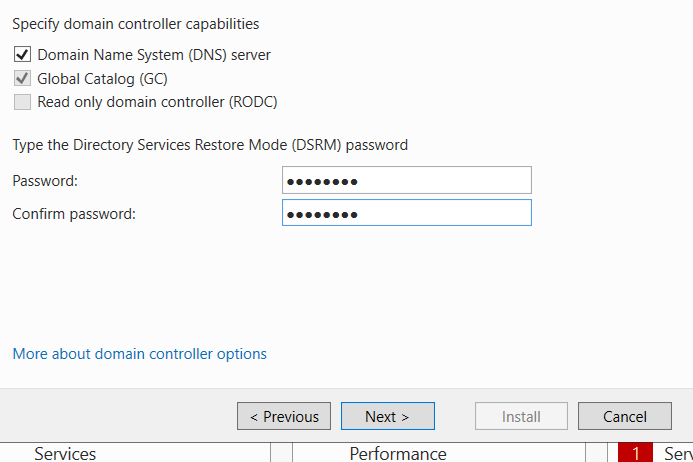 Specify domain controller capabilities
Domain Name System (DNS) server
Global Catalog (GC)
Read only domain controller (RODC)
Type the Directory Services Restore Mode (DSRM) password
Password: ●●●●●●●●
Confirm password: ●●●●●●●●
More about domain controller options
< Previous Next > Install Cancel
Services Performance 1 Serv